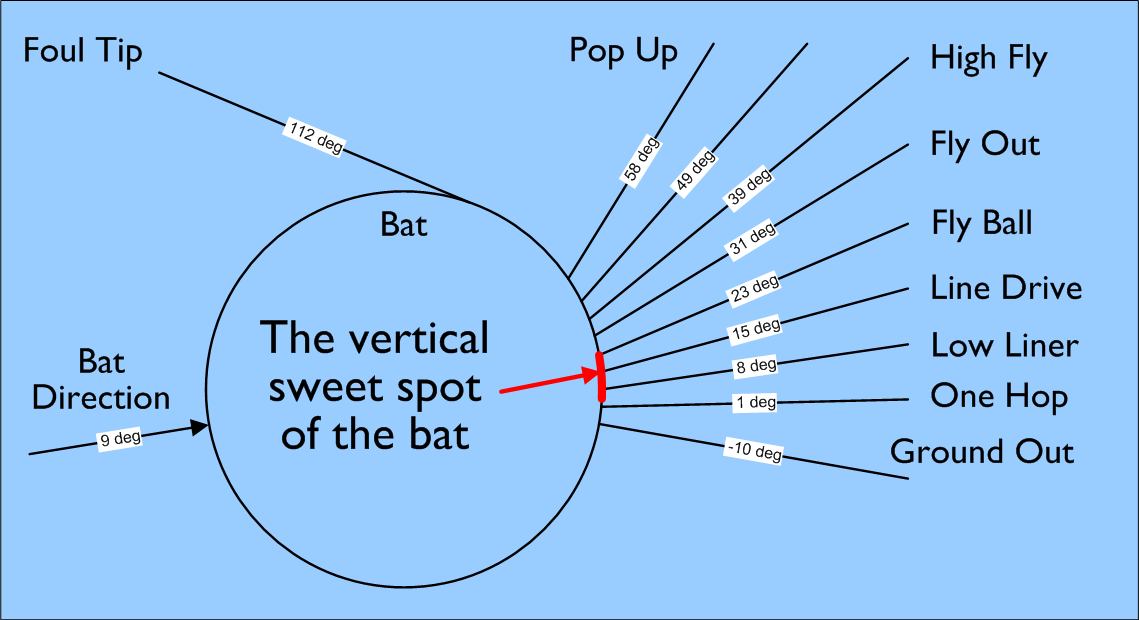 Foul Tip
Pop Up
High Fly
112 deg
58 deg
49 deg
39 deg
Fly Out
31 deg
Bat
Fly Ball
23 deg
Line Drive
15 deg
The vertical
sweet spot
of the bat
Low Liner
8 deg
Bat
Direction
9 deg
One Hop
1 deg
Ground Out
-10 deg